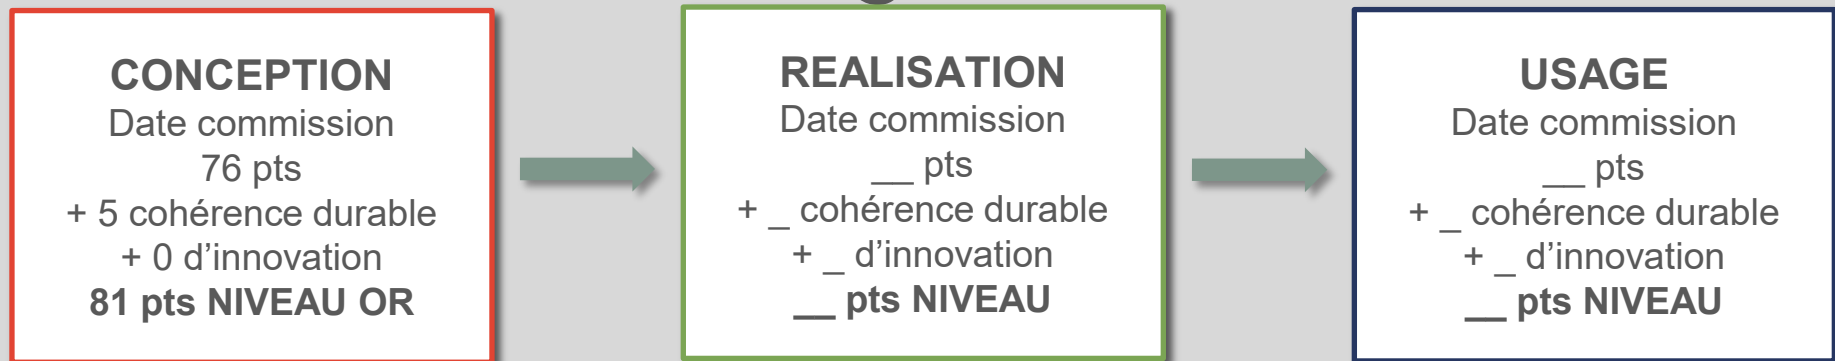 CONCEPTION
Date commission
76 pts
+ 5 cohérence durable
+ 0 d’innovation
81 pts NIVEAU OR
REALISATION
Date commission
__ pts
+ _ cohérence durable
+ _ d’innovation
__ pts NIVEAU
USAGE
Date commission
__ pts
+ _ cohérence durable
+ _ d’innovation
__ pts NIVEAU